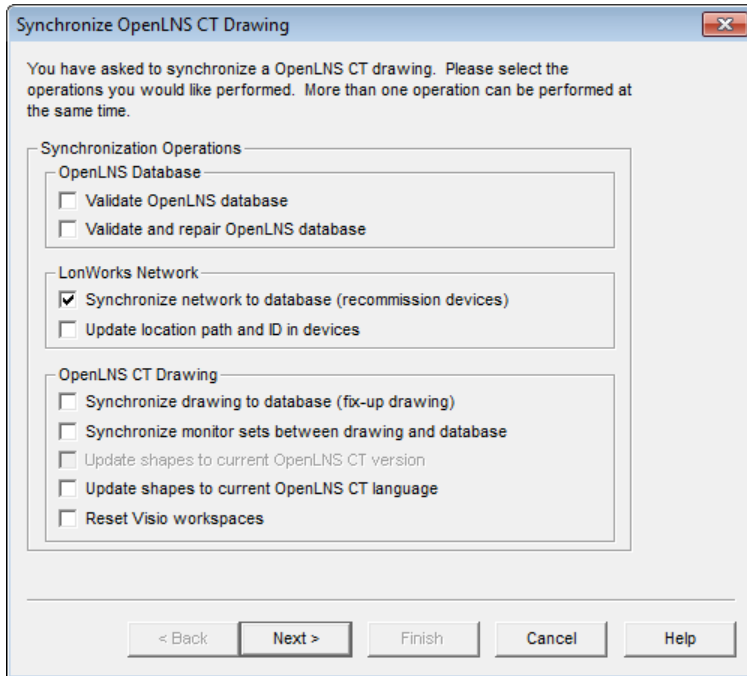 Synchronize OpenLNS CT Drawing
You have asked to synchronize a OpenLNS CT drawing. Please select the
operations you would like performed. More than one operation can be performed at
the same time.
Synchronization Operations
OpenLNS Database
Validate OpenLNS database
Validate and repair OpenLNS database
LonWorks Network
Synchronize network to database (recommission devices)
Update location path and ID in devices
OpenLNS CT Drawing
Synchronize drawing to database (fix-up drawing)
Synchronize monitor sets between drawing and database
Update shapes to current OpenLNS CT version
Update shapes to current OpenLNS CT language
Reset Visio workspaces
< Back Next > Finish Cancel Help